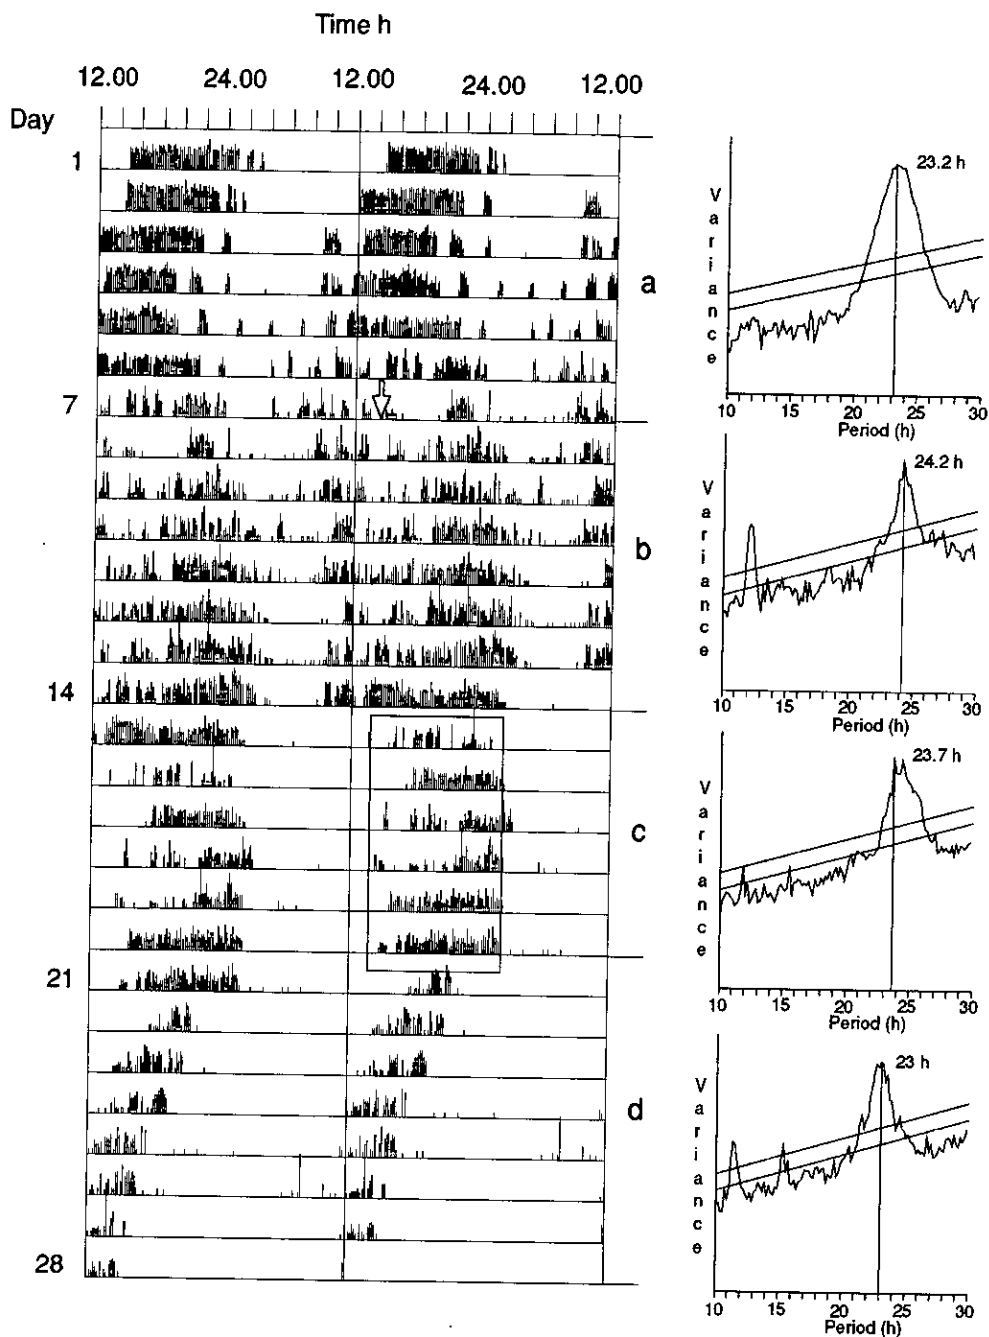 Time h
12.00 24.00 12.00 24.00 12.00
Day
1
7
14
21
28
a
b
c
d
Variance
23.2 h
10 15 20 25 30
Period (h)
Variance
24.2 h
10 15 20 25 30
Period (h)
Variance
23.7 h
10 15 20 25 30
Period (h)
Variance
23 h
10 15 20 25 30
Period (h)